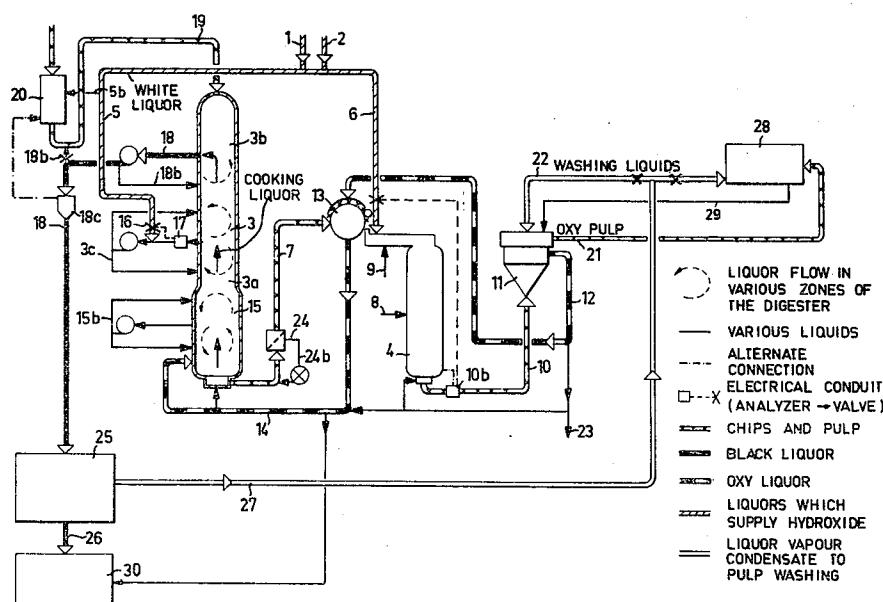 19
1
2
20
5b
WHITE
LIQUOR
5
6
3b
18
18b
COOKING
LIQUOR
13
19b
18c
16
17
3
7
3c
18
3a
15
15b
24
24b
14
9
8
4
10b
22
WASHING LIQUIDS
28
29
OXY PULP
21
11
12
10
23
25
27
26
30
LIQUOR FLOW IN
VARIOUS ZONES OF
THE DIGESTER
VARIOUS LIQUIDS
ALTERNATE
CONNECTION
ELECTRICAL CONDUIT
(ANALYZER → VALVE)
CHIPS AND PULP
BLACK LIQUOR
OXY LIQUOR
LIQUORS WHICH
SUPPLY HYDROXIDE
LIQUOR VAPOUR
CONDENSATE TO
PULP WASHING